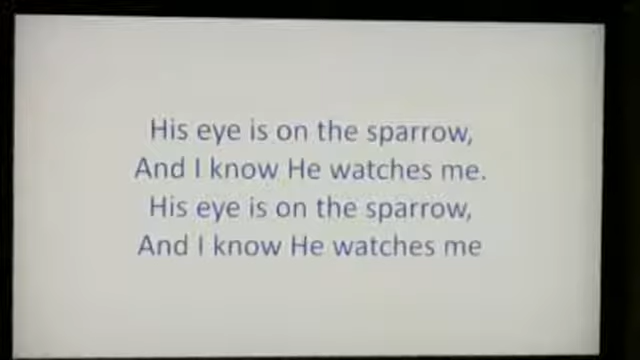 His eye is on the sparrow,
And I know He watches me.
His eye is on the sparrow,
And I know He watches me